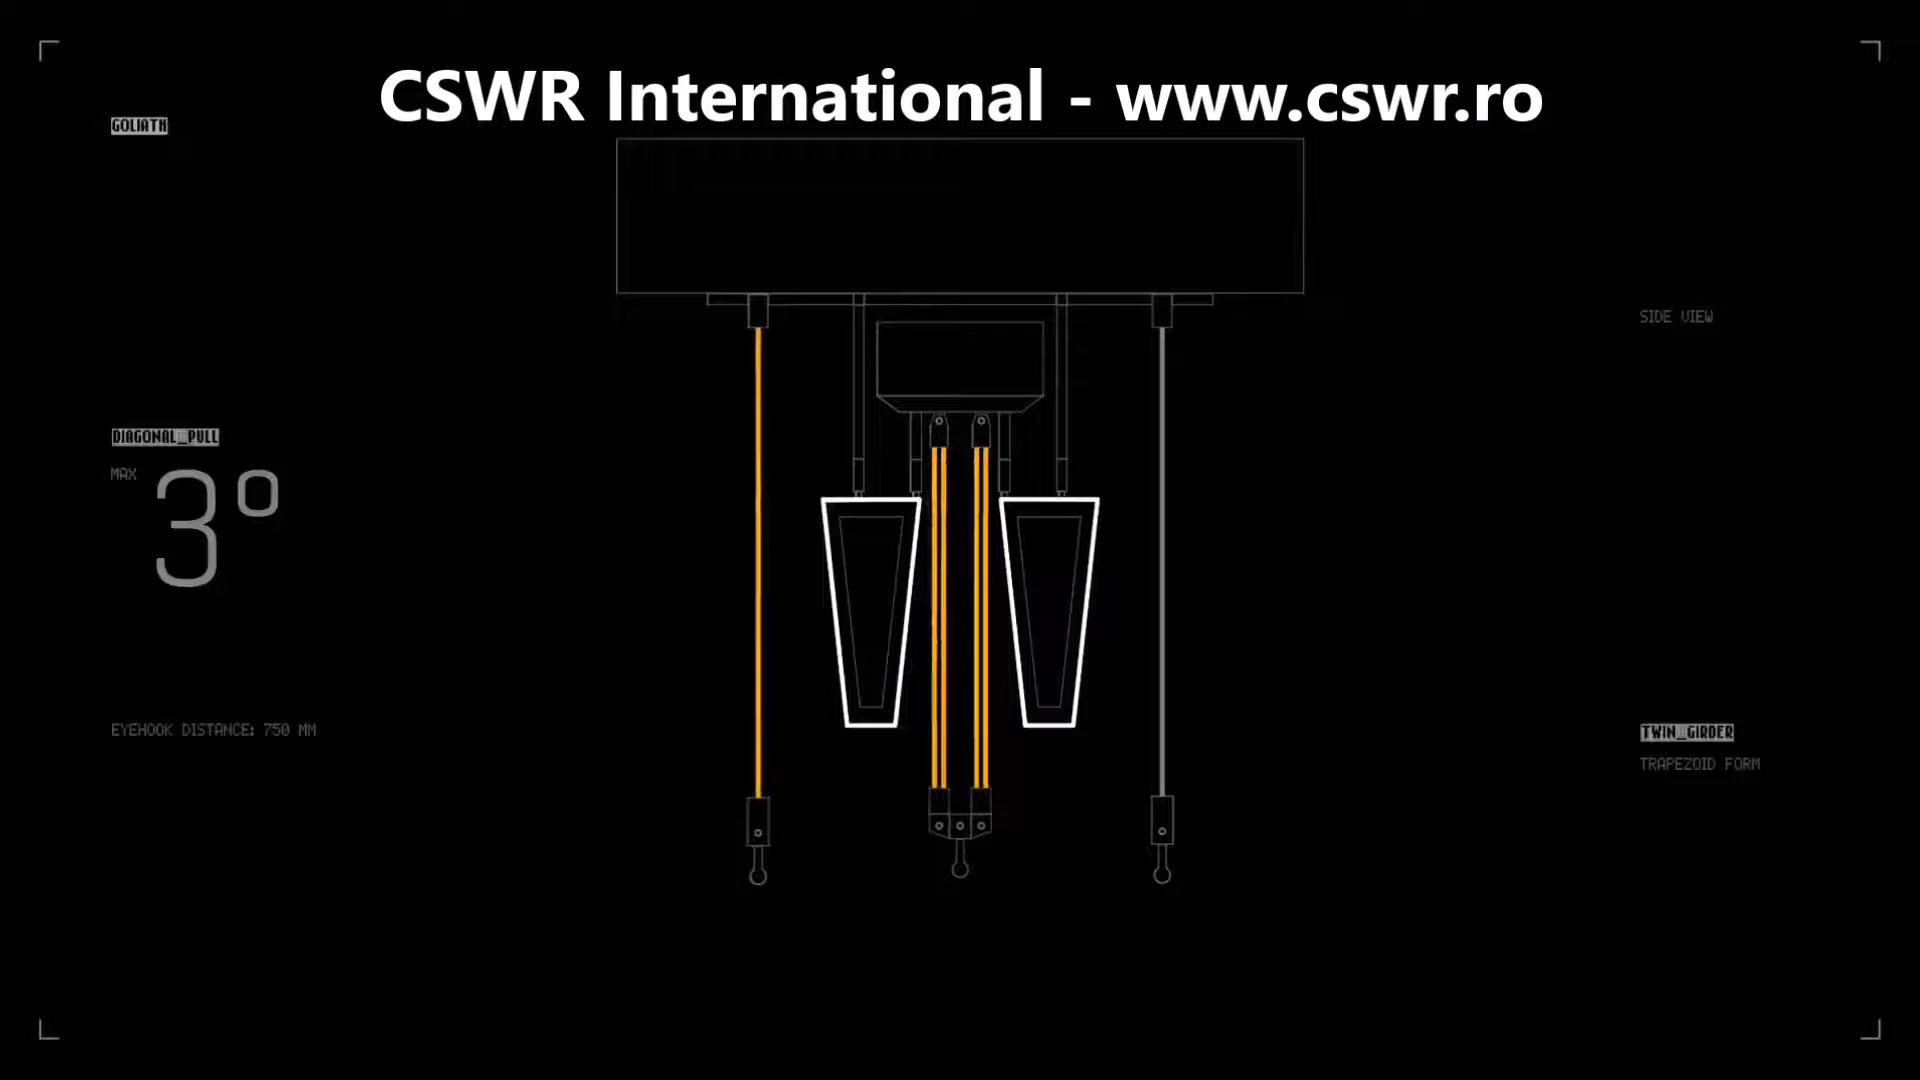 CSWR International - www.cswr.ro
GOLIATH
SIDE VIEW
DIAGONAL_PULL
MAX
3°
EYEHOOK DISTANCE: 750 MM
TWIN_GIRDER
TRAPEZOID FORM